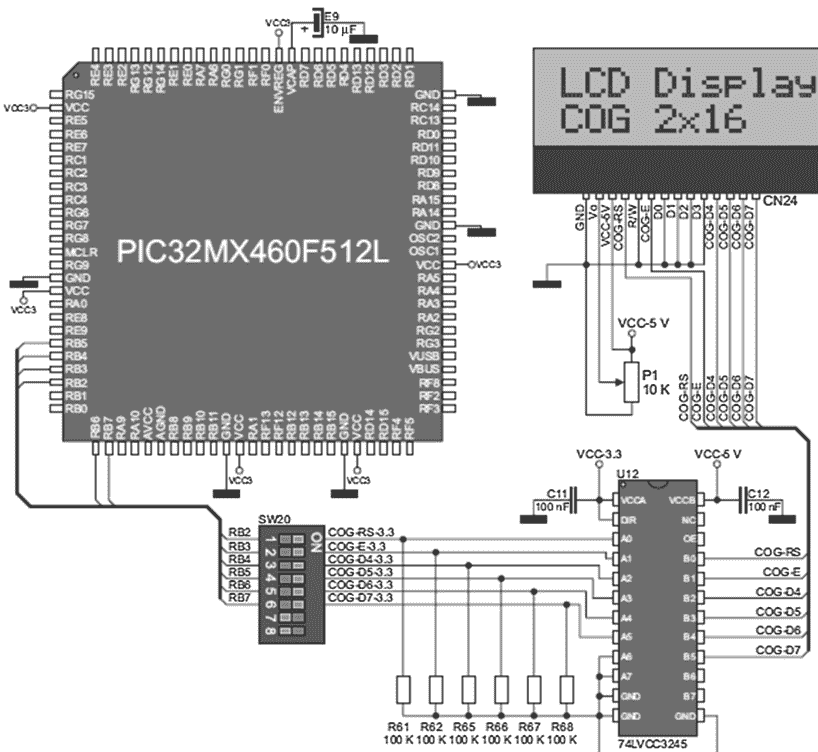 VCC3
E9
10 µF
RE4 RE3 RE2 RG13 RG12 RG14 RE1 RE0 RA7 RA6 RG0 RG1 RF1 RF0 ENVREG VCAP RD7 RD6 RD5 RD4 RD13 RD12 RD3 RD2 RD1
RG15
VCC3
VCC
RE5
RE6
RE7
RC1
RC2
RC3
RC4
RG6
RG7
RG8
MCLR
RG9
GND
VCC
VCC3
RA0
RE8
RE9
RB5
RB4
RB3
RB2
RB1
RB0
PIC32MX460F512L
GND
RC14
RC13
RD0
RD11
RD10
RD9
RD8
RA15
RA14
GND
OSC2
OSC1
VCC
VCC3
RA5
RA4
RA3
RA2
RG2
RG3
VUSB
VBUS
RF8
RF2
RF3
RB6 RB7 RA9 RA10 AVCC AGND RB8 RB9 RB10 RB11 GND VCC RA1 RF13 RF12 RB12 RB13 RB14 RB15 GND VCC RD14 RD15 RF4 RF5
VCC3 VCC3
LCD Display
COG 2x16
CN24
GND Vo VCC-5V COG-RS R/W COG-E D0 D1 D2 D3 COG-D4 COG-D5 COG-D6 COG-D7
VCC-5 V
P1
10 K
COG-RS COG-E COG-D4 COG-D5 COG-D6 COG-D7
VCC-3.3 VCC-5 V
U12
C11
100 nF
C12
100 nF
VCCA VCCB
DIR NC
A0 OE
A1 B0 COG-RS
A2 B1 COG-E
A3 B2 COG-D4
A4 B3 COG-D5
A5 B4 COG-D6
A6 B5 COG-D7
A7 B6
GND B7
GND GND
74LVCC3245
SW20
ON
RB2 1 COG-RS-3.3
RB3 2 COG-E-3.3
RB4 3 COG-D4-3.3
RB5 4 COG-D5-3.3
RB6 5 COG-D6-3.3
RB7 6 COG-D7-3.3
7
8
R61 R62 R65 R66 R67 R68
100 K 100 K 100 K 100 K 100 K 100 K